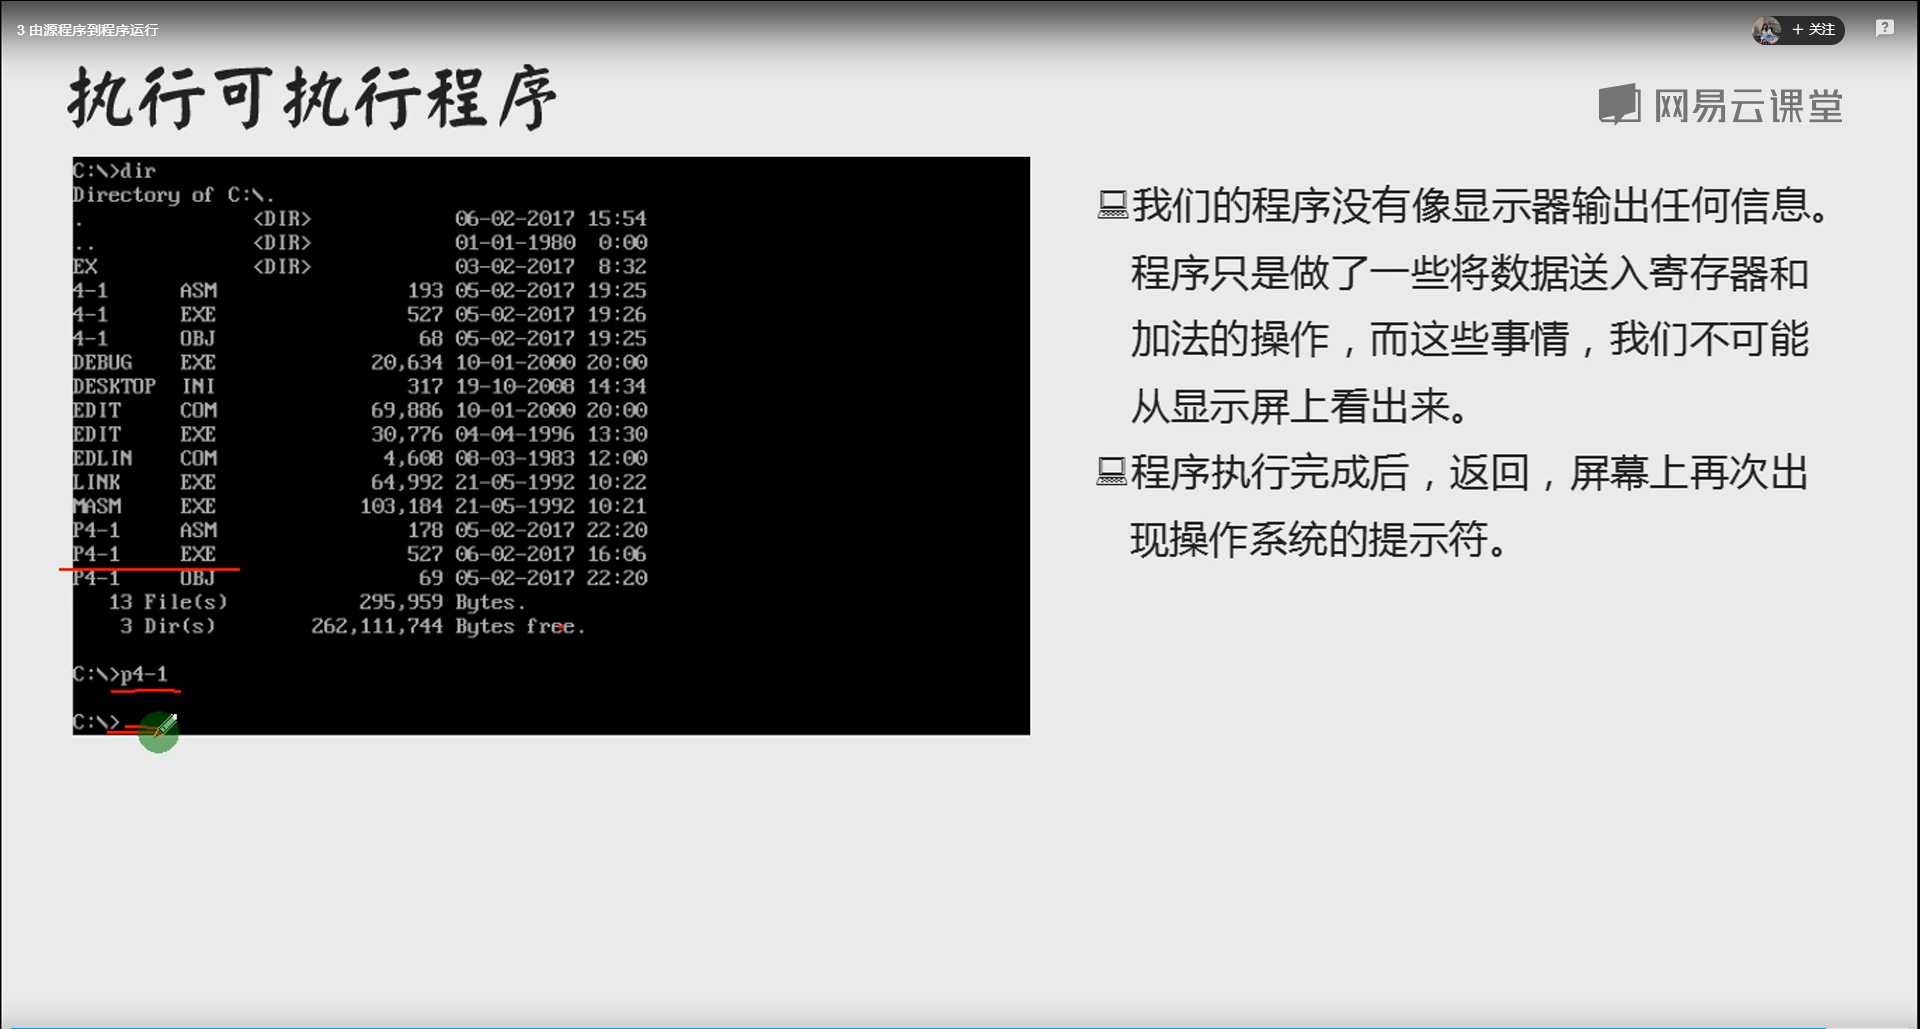 3 由源程序到程序运行
+ 关注
?
执行可执行程序
网易云课堂
C:\>dir
Directory of C:\.
. <DIR> 06-02-2017 15:54
.. <DIR> 01-01-1980 0:00
EX <DIR> 03-02-2017 8:32
4-1 ASM 193 05-02-2017 19:25
4-1 EXE 527 05-02-2017 19:26
4-1 OBJ 68 05-02-2017 19:25
DEBUG EXE 20,634 10-01-2000 20:00
DESKTOP INI 317 19-10-2008 14:34
EDIT COM 69,886 10-01-2000 20:00
EDIT EXE 30,776 04-04-1996 13:30
EDLIN COM 4,608 08-03-1983 12:00
LINK EXE 64,992 21-05-1992 10:22
MASM EXE 103,184 21-05-1992 10:21
P4-1 ASM 178 05-02-2017 22:20
P4-1 EXE 527 06-02-2017 16:06
P4-1 OBJ 69 05-02-2017 22:20
13 File(s) 295,959 Bytes.
3 Dir(s) 262,111,744 Bytes free.
C:\>p4-1
C:\>
我们的程序没有像显示器输出任何信息。
程序只是做了一些将数据送入寄存器和
加法的操作，而这些事情，我们不可能
从显示屏上看出来。
程序执行完成后，返回，屏幕上再次出
现操作系统的提示符。